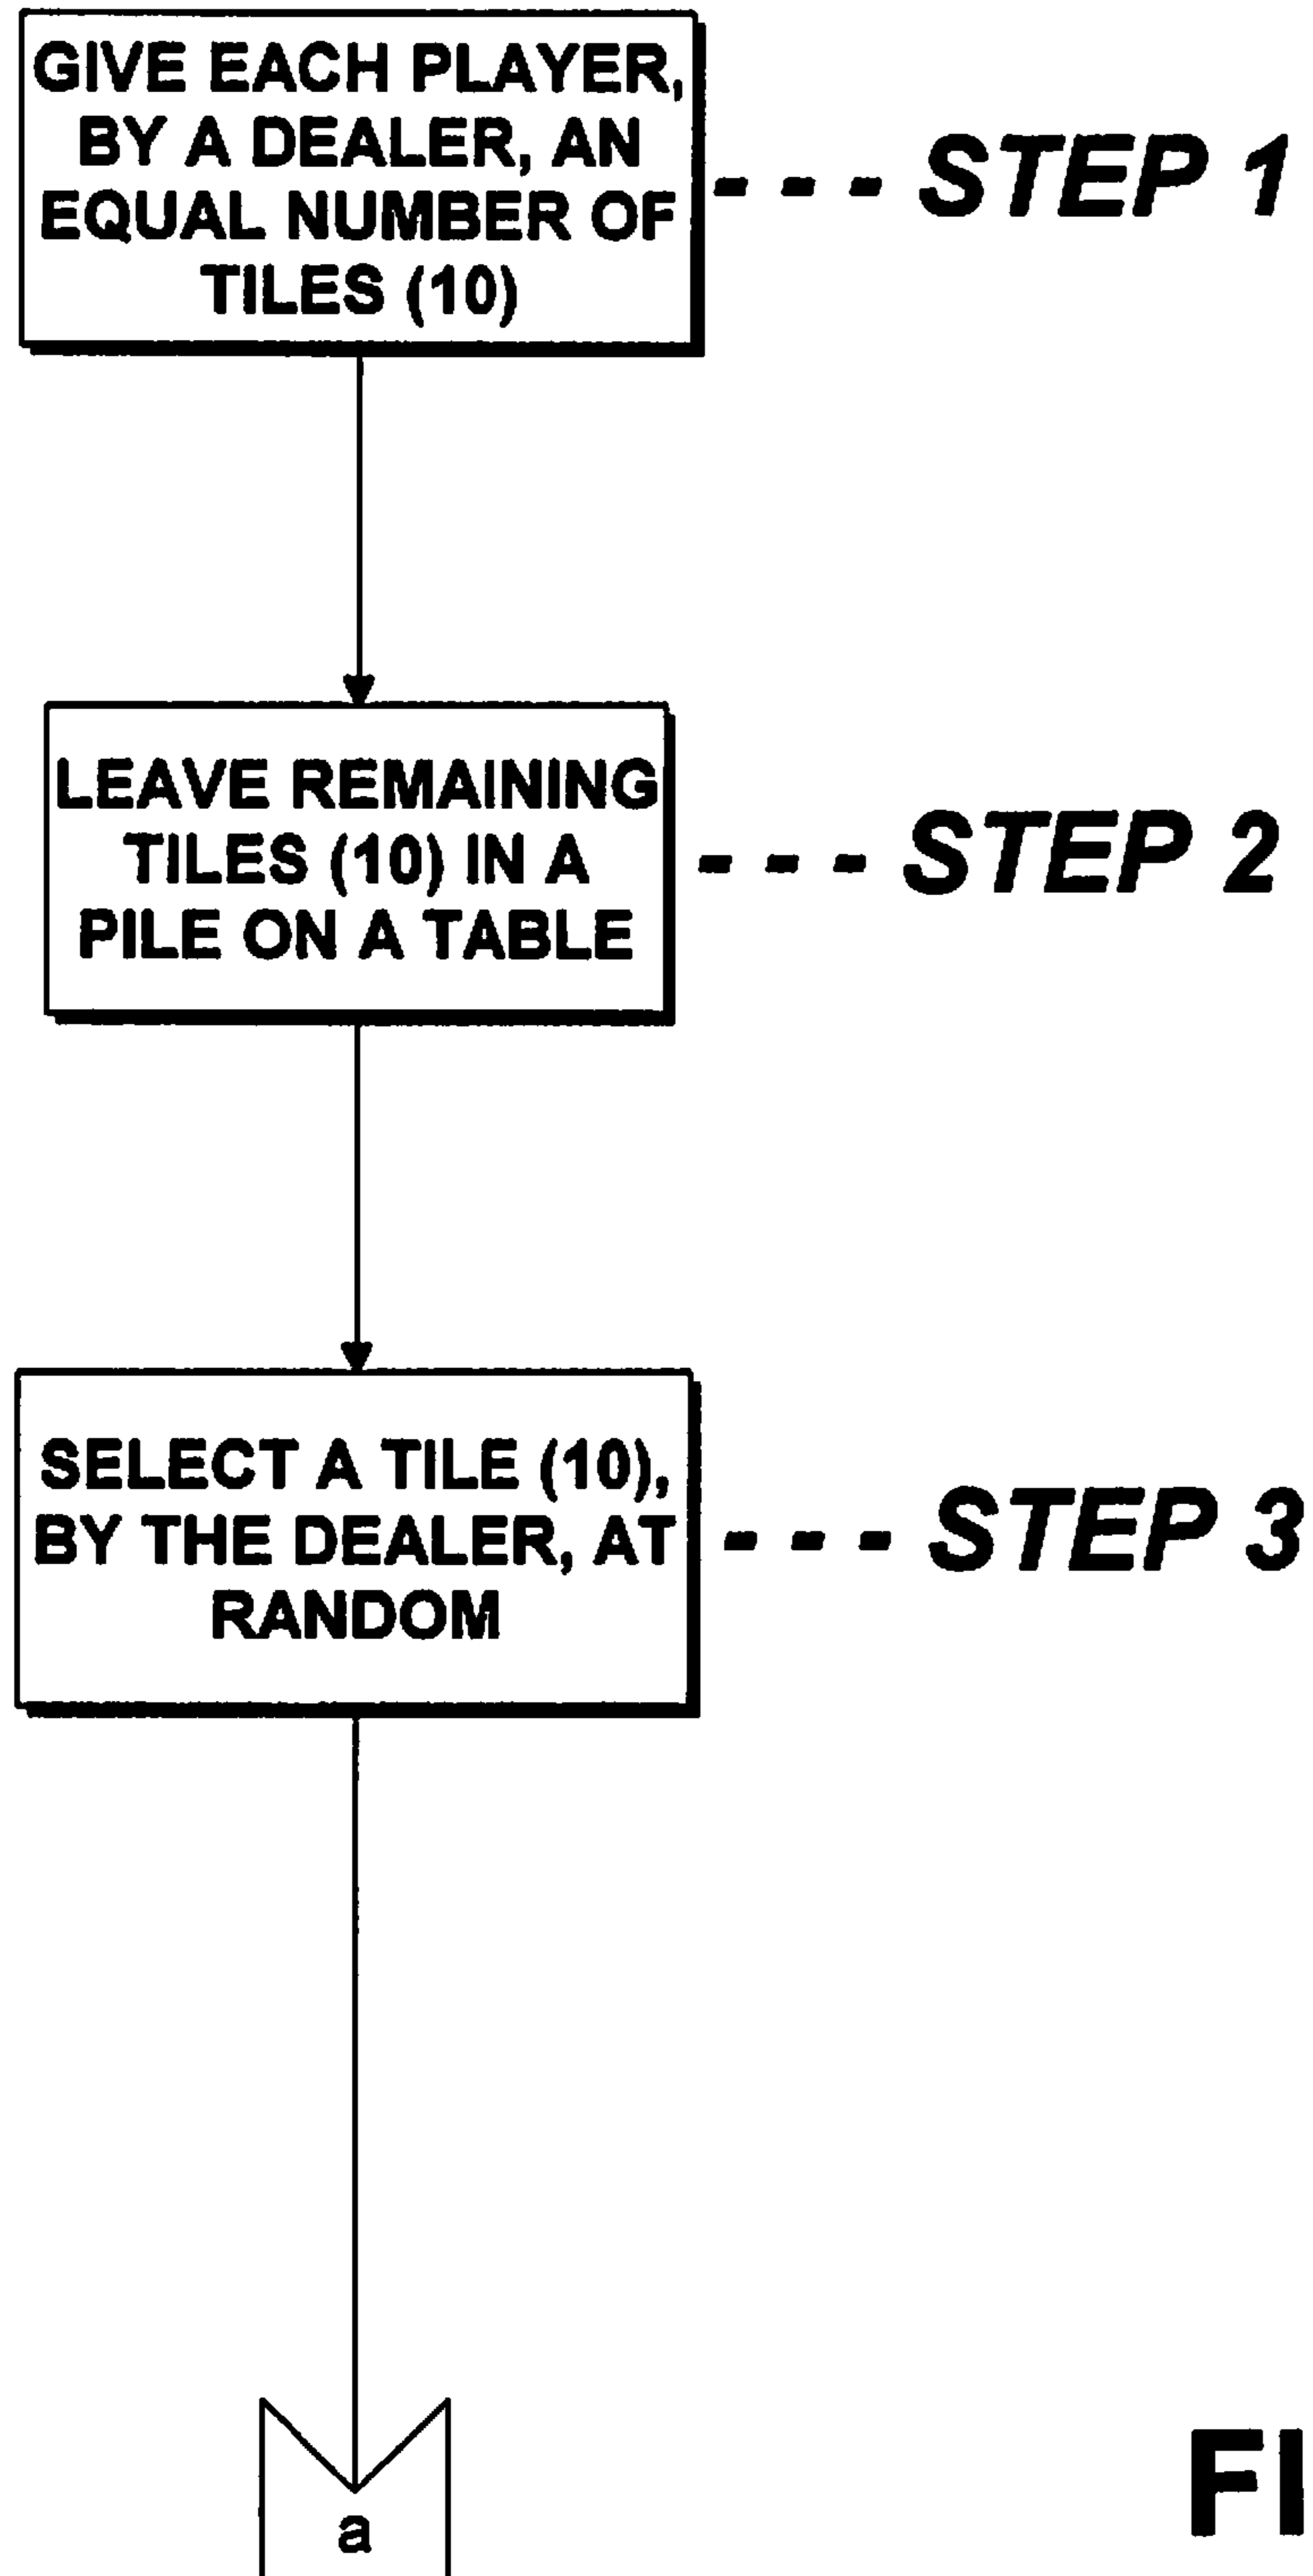 GIVE EACH PLAYER,
BY A DEALER, AN
EQUAL NUMBER OF
TILES (10)
- - - STEP 1
LEAVE REMAINING
TILES (10) IN A
PILE ON A TABLE
- - - STEP 2
SELECT A TILE (10),
BY THE DEALER, AT
RANDOM
- - - STEP 3
a
FI